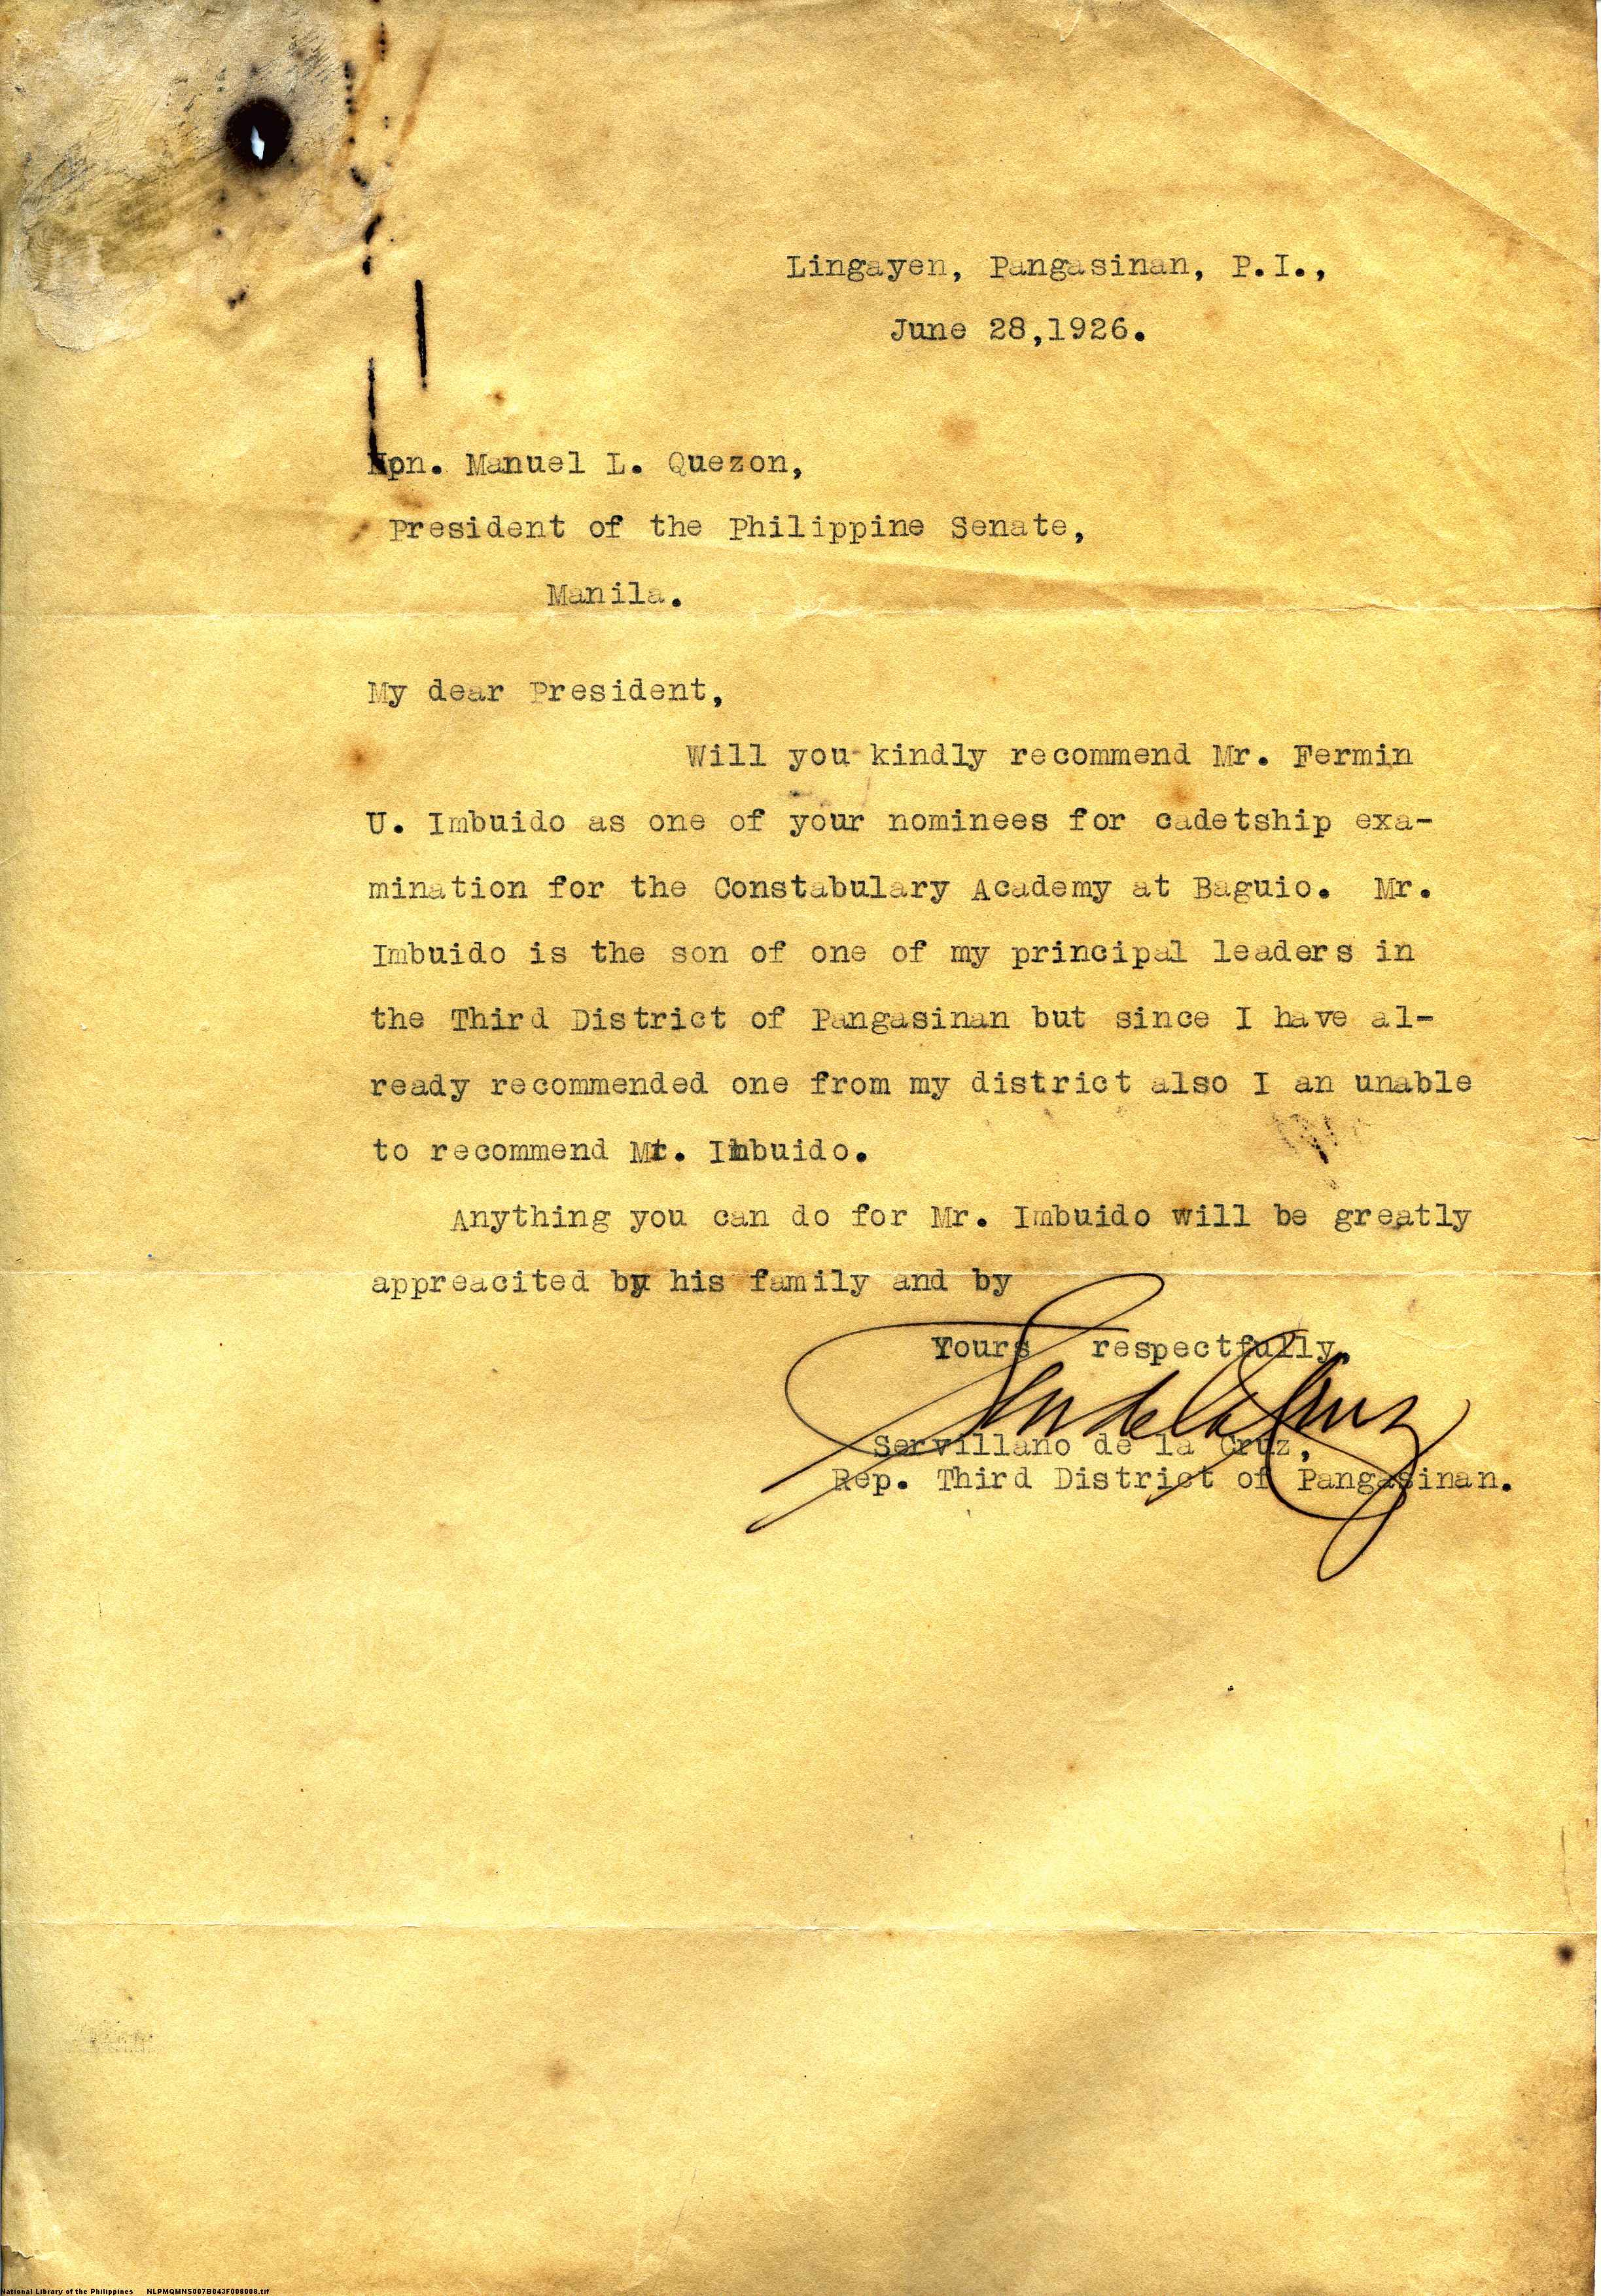 Lingayen, Pangasinan, P.I.,
June 28,1926.
Hon. Manuel L. Quezon,
President of the Philippine Senate,
Manila.
My dear President,
Will you kindly recommend Mr. Fermin
U. Imbuido as one of your nominees for cadetship exa-
mination for the Constabulary Academy at Baguio. Mr.
Imbuido is the son of one of my principal leaders in
the Third District of Pangasinan but since I have al-
ready recommended one from my district also I an unable
to recommend Mr. Imbuido.
Anything you can do for Mr. Imbuido will be greatly
appreacited by his family and by
Yours respectfully,
Servillano de la Cruz,
Rep. Third District of Pangasinan.
National Library of the Philippines NLPMQMNS007B043F008008.tif